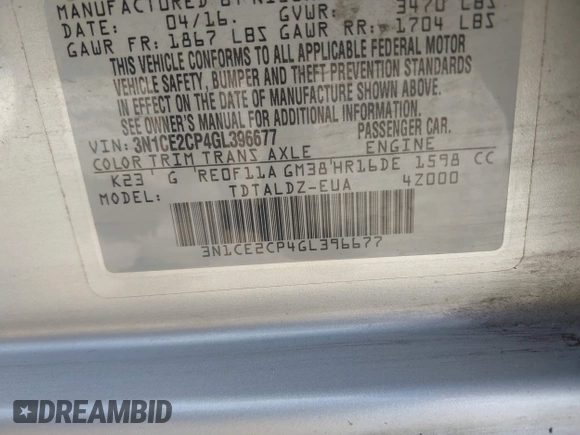 MANUFACTURED BY
DATE: 04/16. GVWR: 3470 LBS
GAWR FR: 1867 LBS GAWR RR: 1704 LBS
THIS VEHICLE CONFORMS TO ALL APPLICABLE FEDERAL MOTOR
VEHICLE SAFETY, BUMPER AND THEFT PREVENTION STANDARDS
IN EFFECT ON THE DATE OF MANUFACTURE SHOWN ABOVE.
SEE OWNER'S MANUAL FOR ADDITIONAL INFORMATION.
VIN: 3N1CE2CP4GL396677 PASSENGER CAR.
COLOR TRIM TRANS AXLE ENGINE
K23 G RE0F11A GM38 HR16DE 1598 CC
MODEL: TDTALDZ-EUA 4Z000
3N1CE2CP4GL396677
DREAMBID